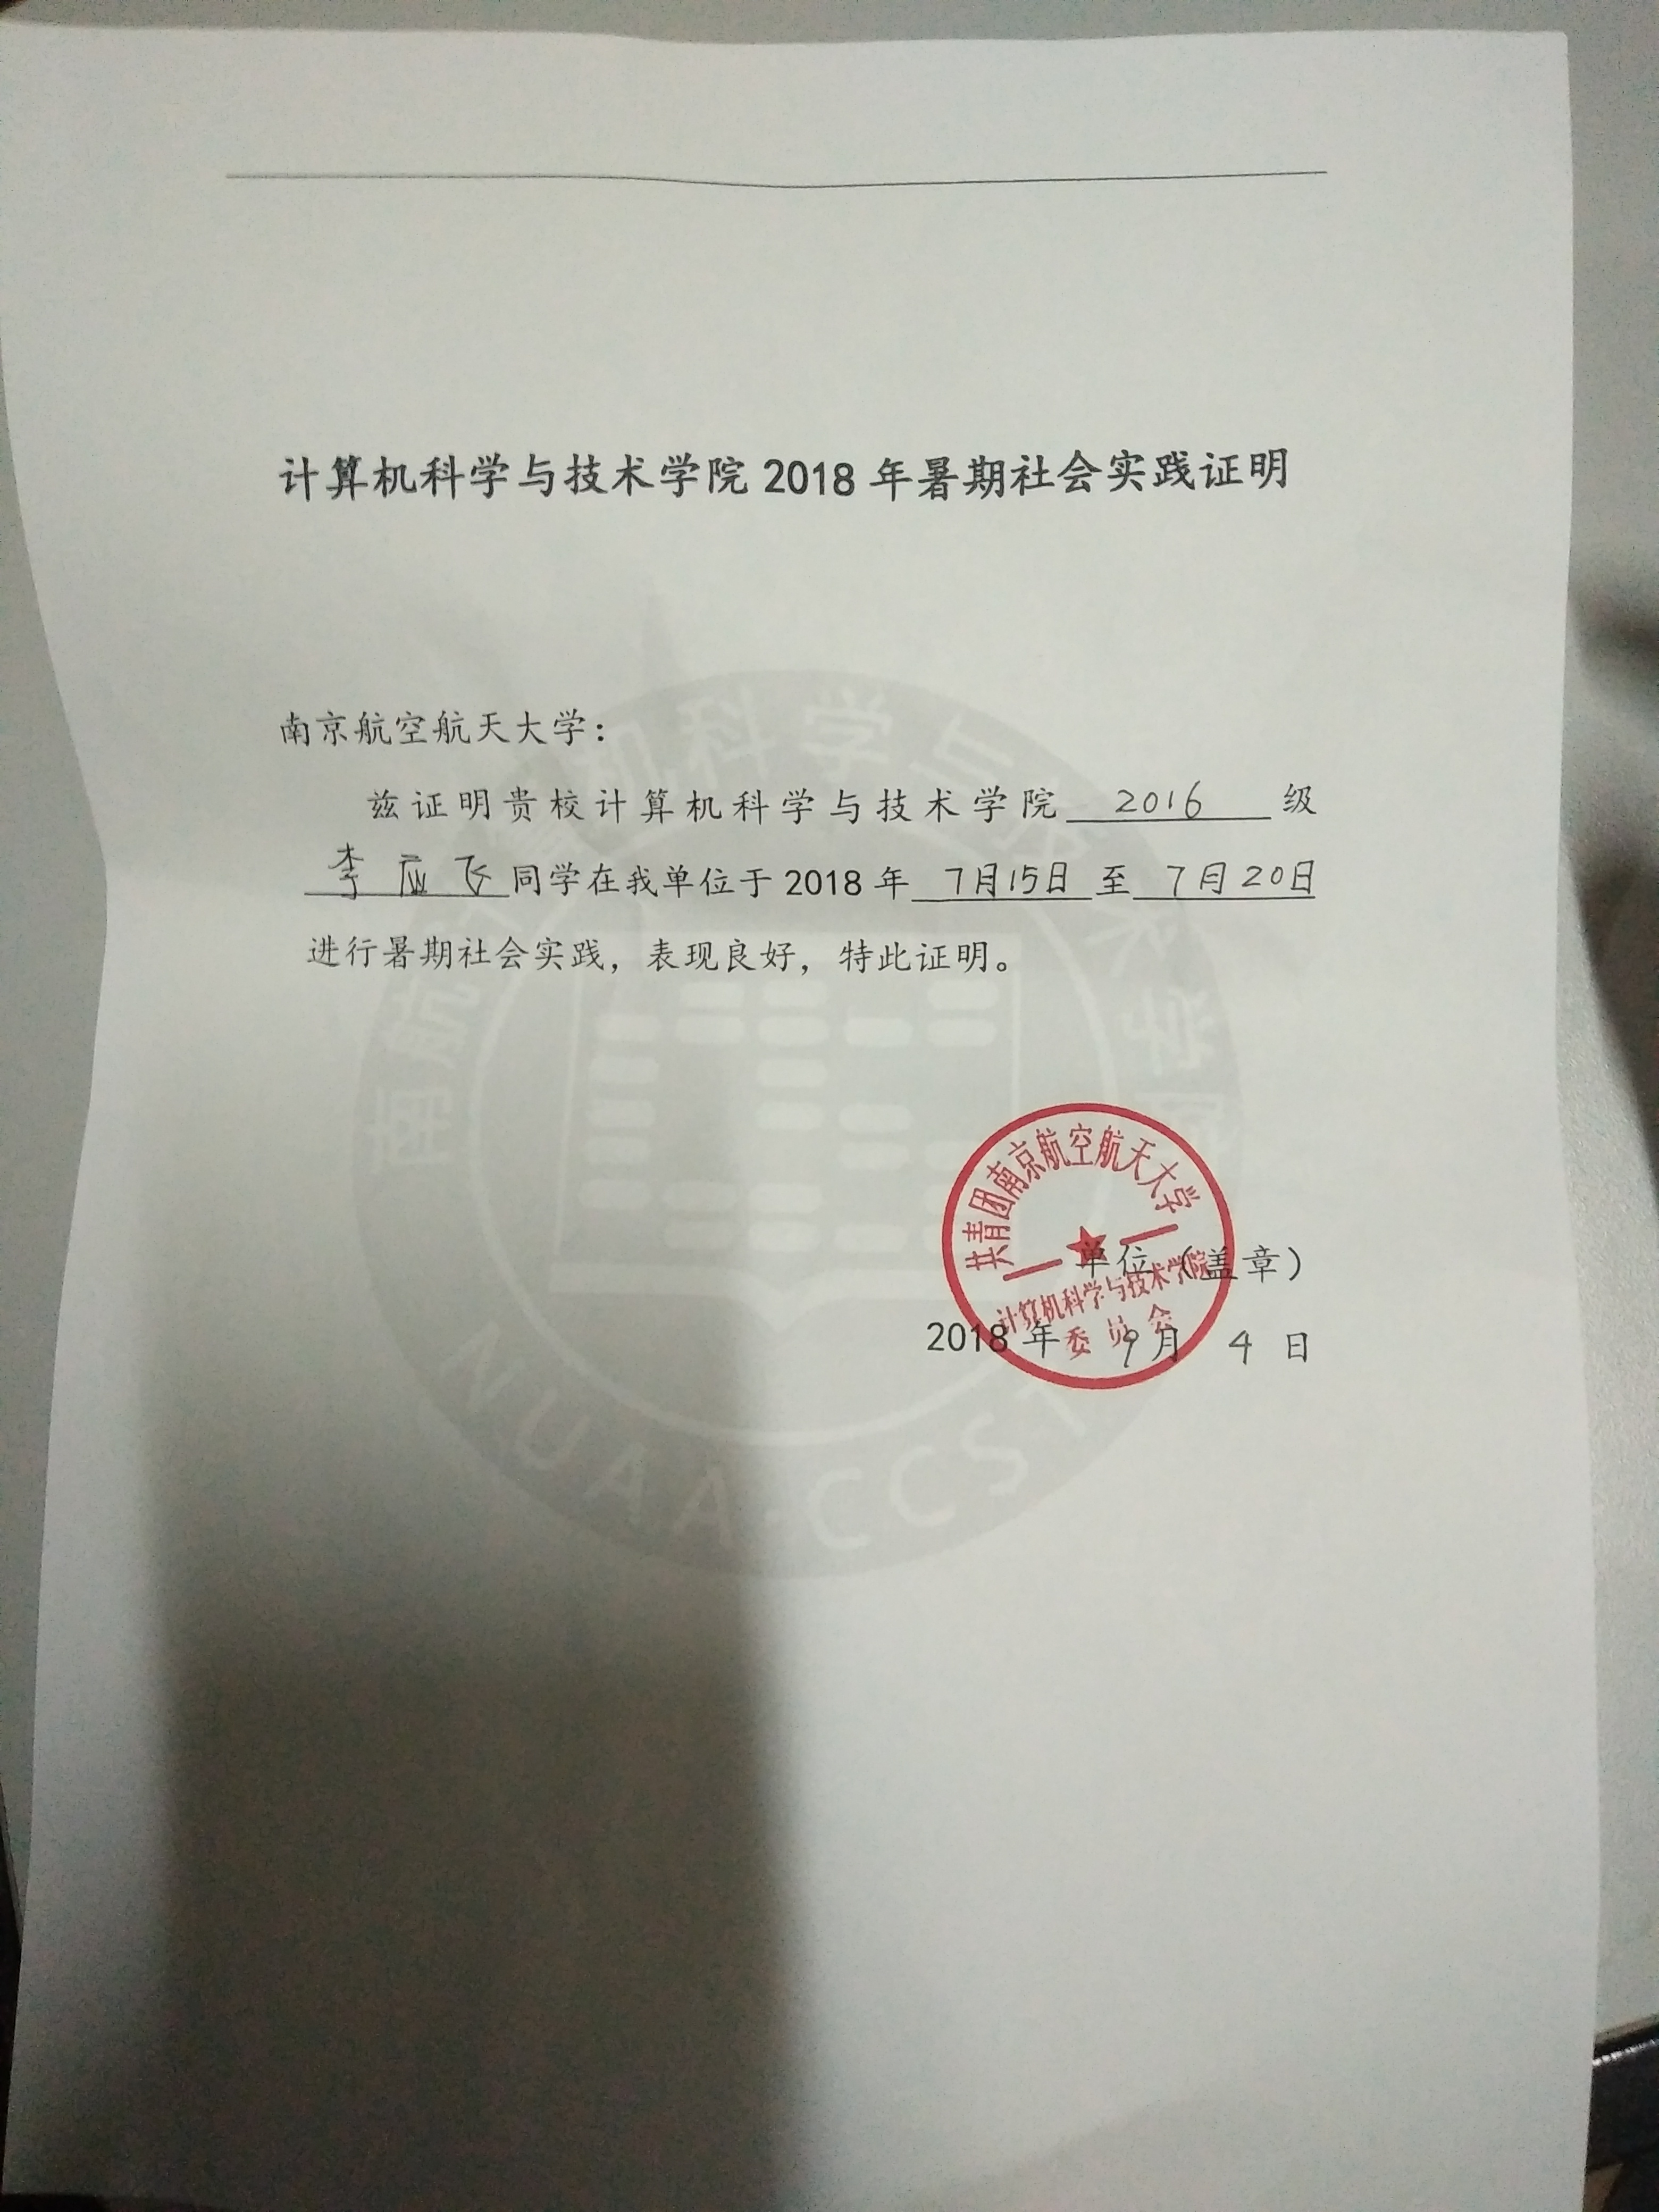 计算机科学与技术学院 2018 年暑期社会实践证明
南京航空航天大学：
兹证明贵校计算机科学与技术学院 2016 级
李应飞同学在我单位于 2018 年 7月15日 至 7月20日
进行暑期社会实践，表现良好，特此证明。
共青团南京航空航天大学
单位（盖章）
计算机科学与技术学院
委员会
2018 年 9 月 4 日
南航计算机科学与技术学院
NUAA·CCST